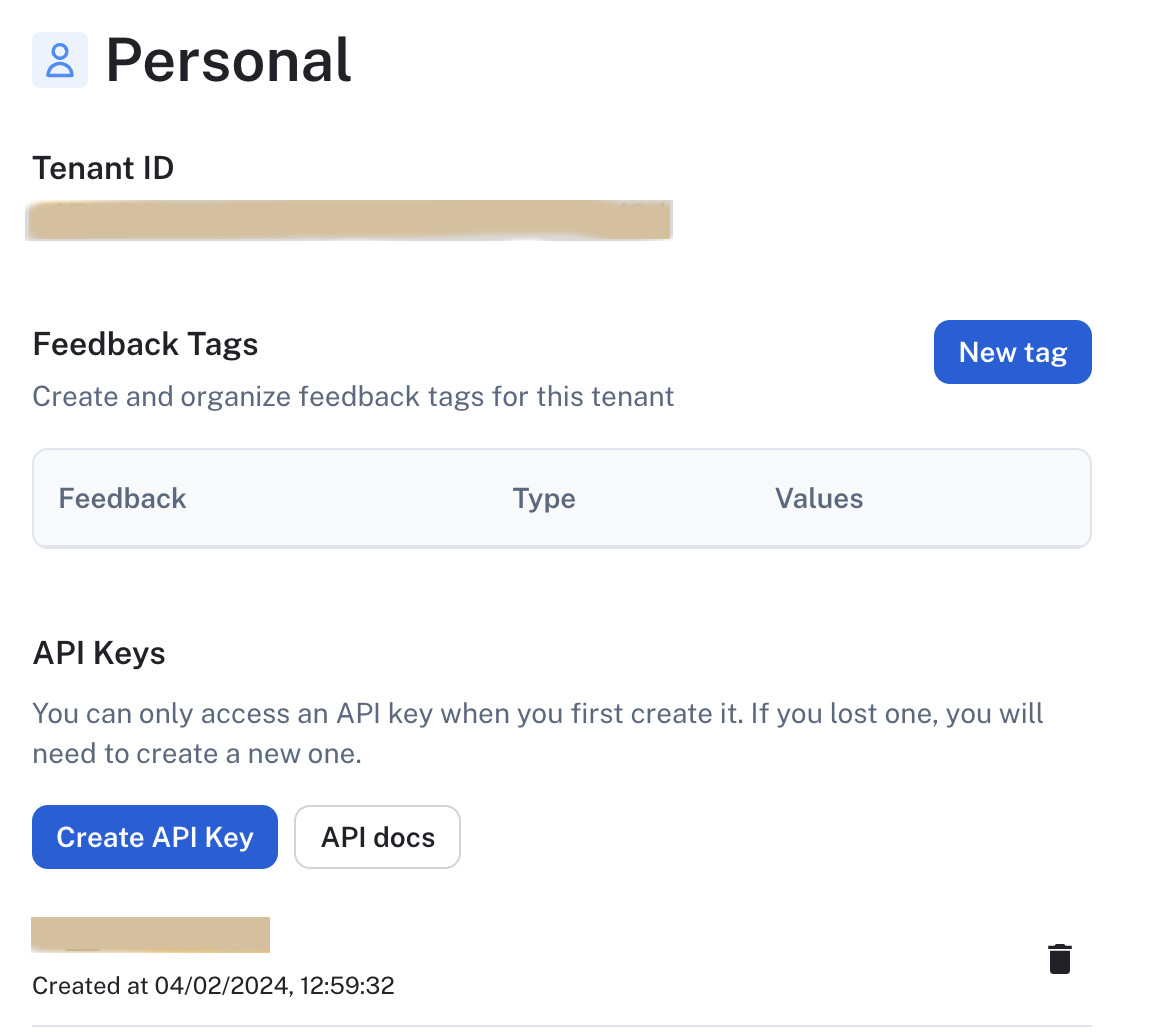 Personal
Tenant ID
Feedback Tags
New tag
Create and organize feedback tags for this tenant
Feedback Type Values
API Keys
You can only access an API key when you first create it. If you lost one, you will
need to create a new one.
Create API Key API docs
Created at 04/02/2024, 12:59:32